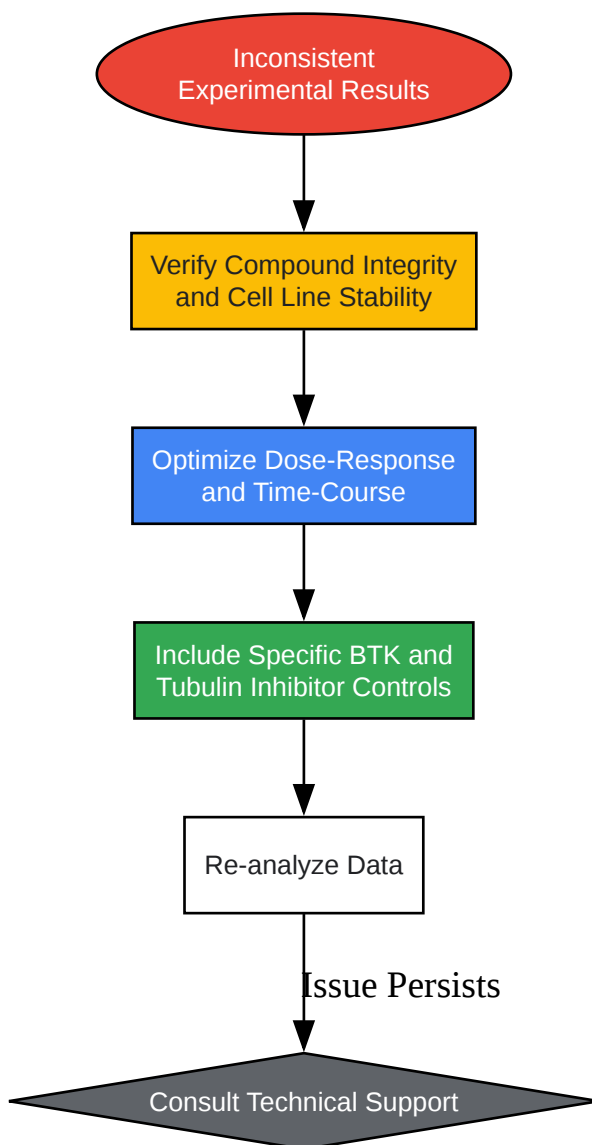 Inconsistent
Experimental Results
Verify Compound Integrity
and Cell Line Stability
Optimize Dose-Response
and Time-Course
Include Specific BTK and
Tubulin Inhibitor Controls
Re-analyze Data
Issue Persists
Consult Technical Support